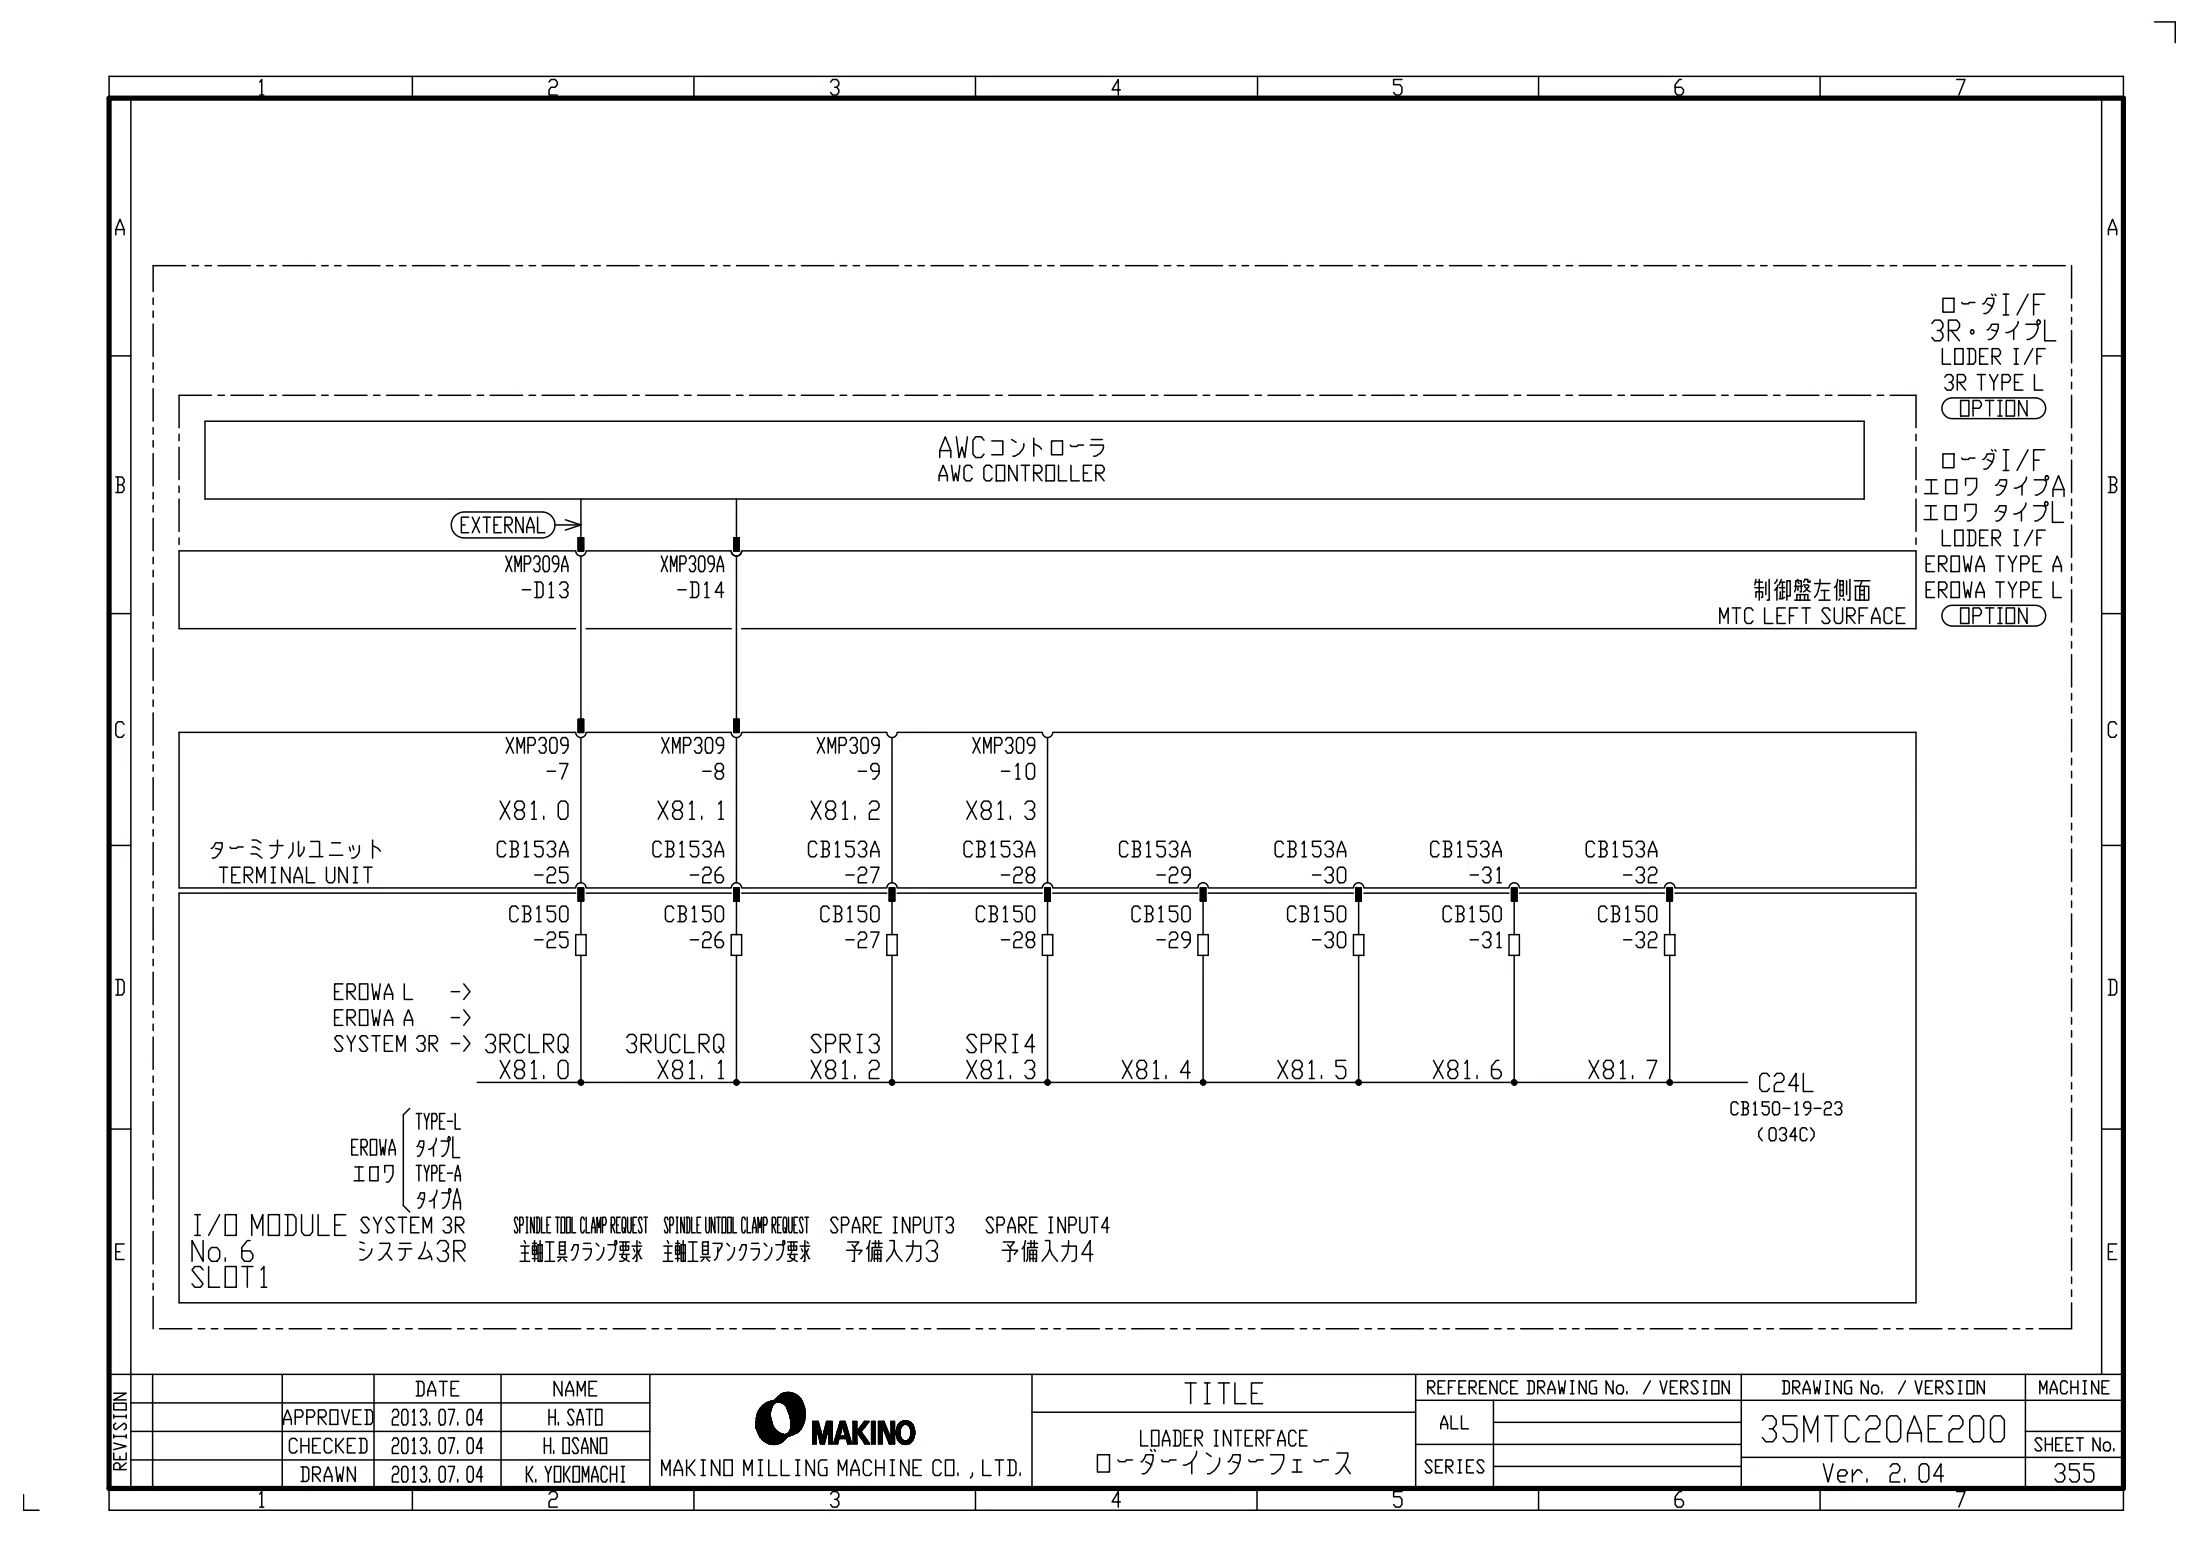 1 2 3 4 5 6 7
A A
ローダI/F
3R・タイプL
LODER I/F
3R TYPE L
OPTION
AWCコントローラ
AWC CONTROLLER
ローダI/F
エロワ タイプA
エロワ タイプL
LODER I/F
EROWA TYPE A
EROWA TYPE L
OPTION
B B
EXTERNAL
XMP309A XMP309A
-D13 -D14
制御盤左側面
MTC LEFT SURFACE
C C
XMP309 XMP309 XMP309 XMP309
-7 -8 -9 -10
X81.0 X81.1 X81.2 X81.3
ターミナルユニット CB153A CB153A CB153A CB153A CB153A CB153A CB153A CB153A
TERMINAL UNIT -25 -26 -27 -28 -29 -30 -31 -32
CB150 CB150 CB150 CB150 CB150 CB150 CB150 CB150
-25 -26 -27 -28 -29 -30 -31 -32
D D
EROWA L ->
EROWA A ->
SYSTEM 3R -> 3RCLRQ 3RUCLRQ SPRI3 SPRI4
X81.0 X81.1 X81.2 X81.3 X81.4 X81.5 X81.6 X81.7
C24L
CB150-19-23
(034C)
TYPE-L
EROWA タイプL
エロワ TYPE-A
タイプA
I/O MODULE SYSTEM 3R SPINDLE TOOL CLAMP REQUEST SPINDLE UNTOOL CLAMP REQUEST SPARE INPUT3 SPARE INPUT4
No.6 システム3R 主軸工具クランプ要求 主軸工具アンクランプ要求 予備入力3 予備入力4
SLOT1
E E
REVISION
DATE NAME
APPROVED 2013.07.04 H. SATO
CHECKED 2013.07.04 H. OSANO
DRAWN 2013.07.04 K. YOKOMACHI
MAKINO
MAKINO MILLING MACHINE CO.,LTD.
TITLE
LOADER INTERFACE
ローダーインターフェース
REFERENCE DRAWING No. / VERSION
ALL
SERIES
DRAWING No. / VERSION
35MTC20AE200
Ver. 2.04
MACHINE
SHEET No.
355
1 2 3 4 5 6 7